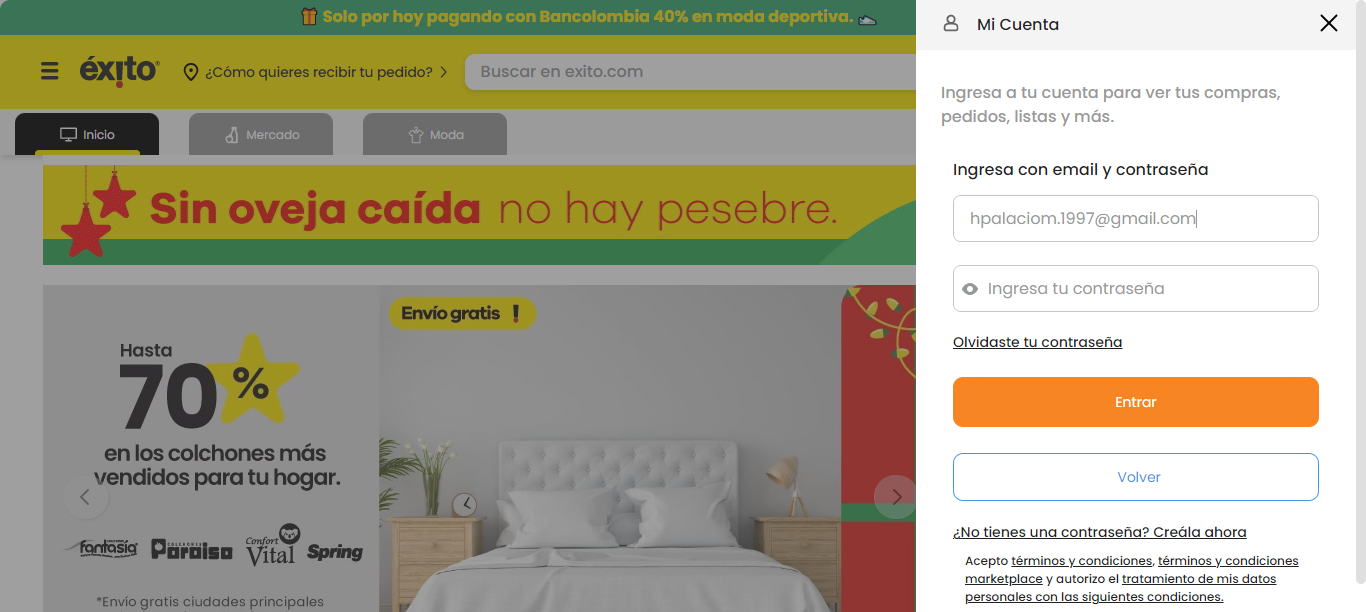 Solo por hoy pagando con Bancolombia 40% en moda deportiva.
éxito
¿Cómo quieres recibir tu pedido?
Buscar en exito.com
Inicio
Mercado
Moda
Sin oveja caída no hay pesebre.
Hasta
70%
en los colchones más
vendidos para tu hogar.
fantasía
COLCHONES
Paraiso
Confort
Vital
Spring
*Envío gratis ciudades principales
Envío gratis !
Mi Cuenta
Ingresa a tu cuenta para ver tus compras,
pedidos, listas y más.
Ingresa con email y contraseña
hpalaciom.1997@gmail.com
Ingresa tu contraseña
Olvidaste tu contraseña
Entrar
Volver
¿No tienes una contraseña? Creála ahora
Acepto términos y condiciones, términos y condiciones
marketplace y autorizo el tratamiento de mis datos
personales con las siguientes condiciones.